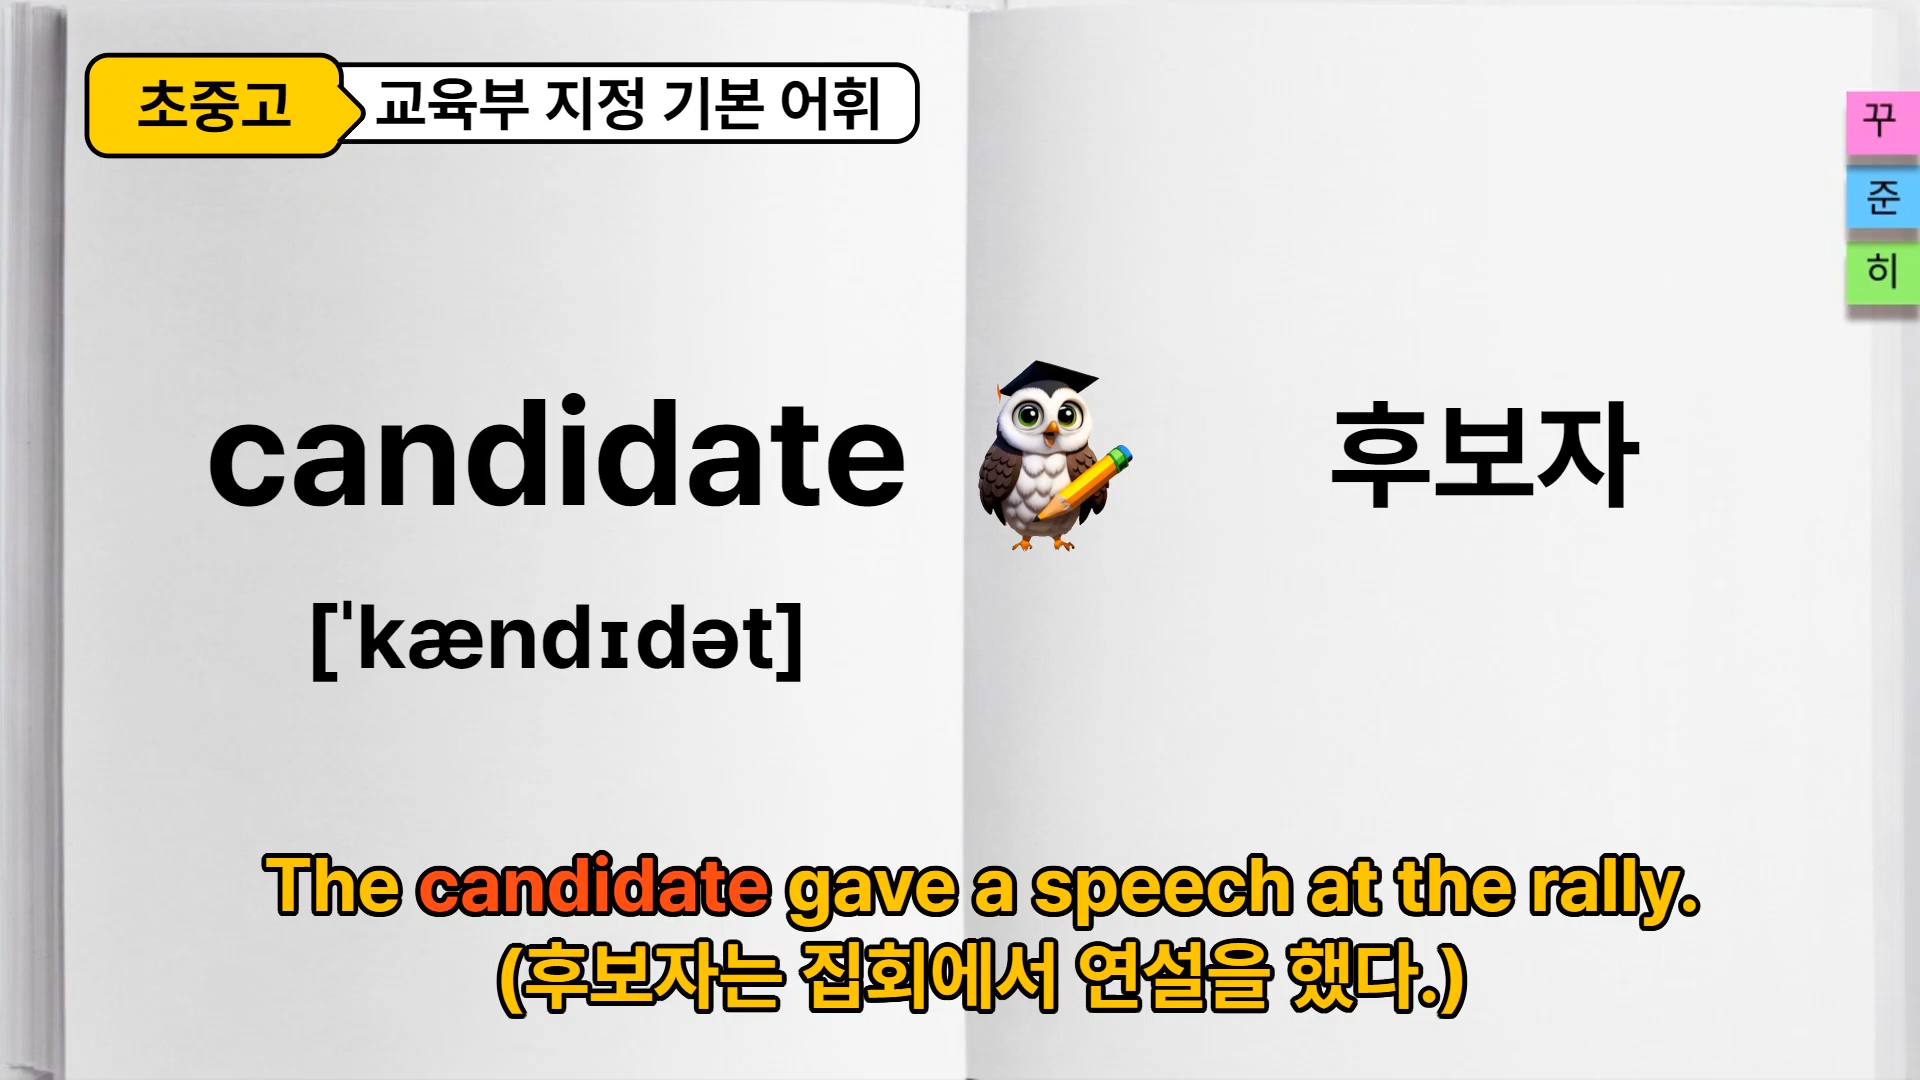 초중고 교육부 지정 기본 어휘
꾸
준
히
candidate
후보자
[ˈkændɪdət]
The candidate gave a speech at the rally.
(후보자는 집회에서 연설을 했다.)